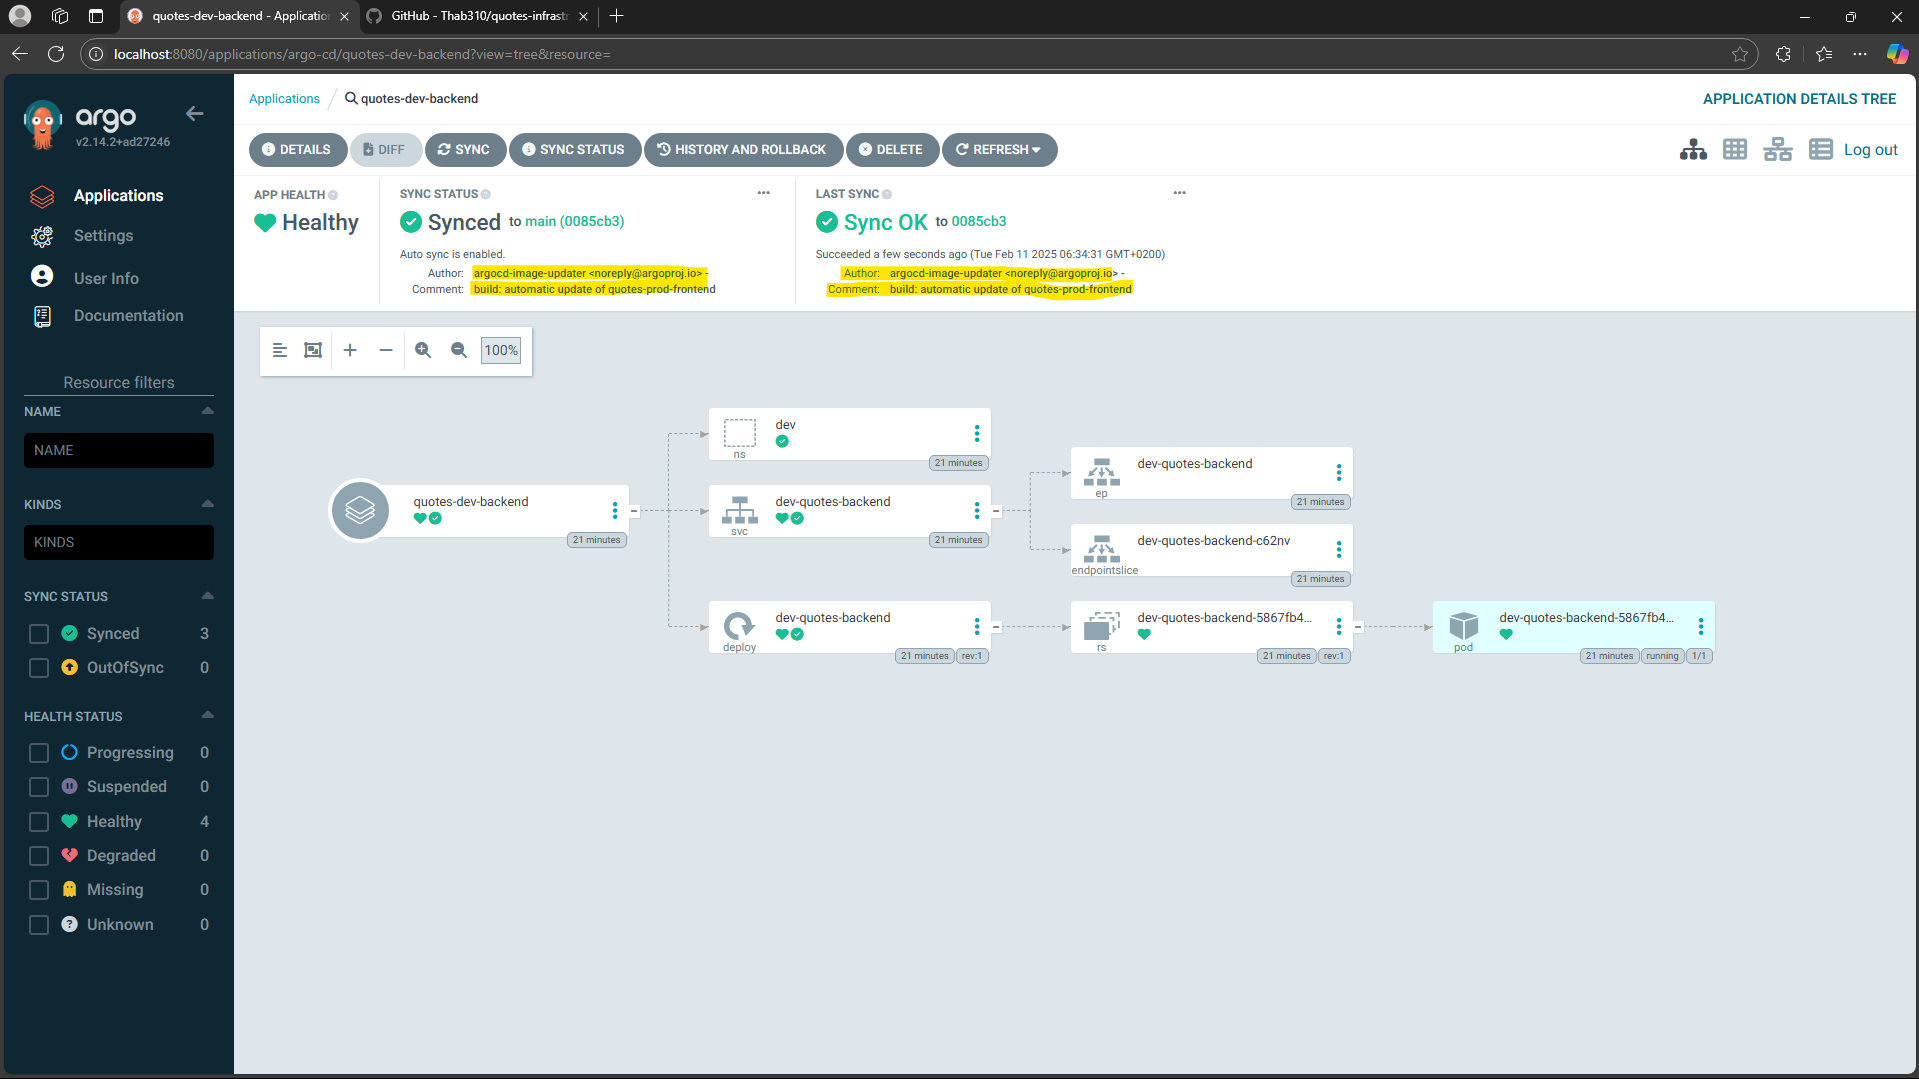 quotes-dev-backend - Application
GitHub - Thab310/quotes-infrastr
localhost:8080/applications/argo-cd/quotes-dev-backend?view=tree&resource=
argo
v2.14.2+ad27246
Applications
Settings
User Info
Documentation
Resource filters
NAME
NAME
KINDS
KINDS
SYNC STATUS
Synced 3
OutOfSync 0
HEALTH STATUS
Progressing 0
Suspended 0
Healthy 4
Degraded 0
Missing 0
Unknown 0
Applications / quotes-dev-backend
APPLICATION DETAILS TREE
DETAILS DIFF SYNC SYNC STATUS HISTORY AND ROLLBACK DELETE REFRESH
Log out
APP HEALTH
Healthy
SYNC STATUS
Synced to main (0085cb3)
Auto sync is enabled.
Author: argocd-image-updater <noreply@argoproj.io> -
Comment: build: automatic update of quotes-prod-frontend
LAST SYNC
Sync OK to 0085cb3
Succeeded a few seconds ago (Tue Feb 11 2025 06:34:31 GMT+0200)
Author: argocd-image-updater <noreply@argoproj.io> -
Comment: build: automatic update of quotes-prod-frontend
100%
quotes-dev-backend
21 minutes
dev
ns
21 minutes
dev-quotes-backend
svc
21 minutes
dev-quotes-backend
ep
21 minutes
dev-quotes-backend-c62nv
endpointslice
21 minutes
dev-quotes-backend
deploy
21 minutes rev:1
dev-quotes-backend-5867fb4...
rs
21 minutes rev:1
dev-quotes-backend-5867fb4...
pod
21 minutes running 1/1